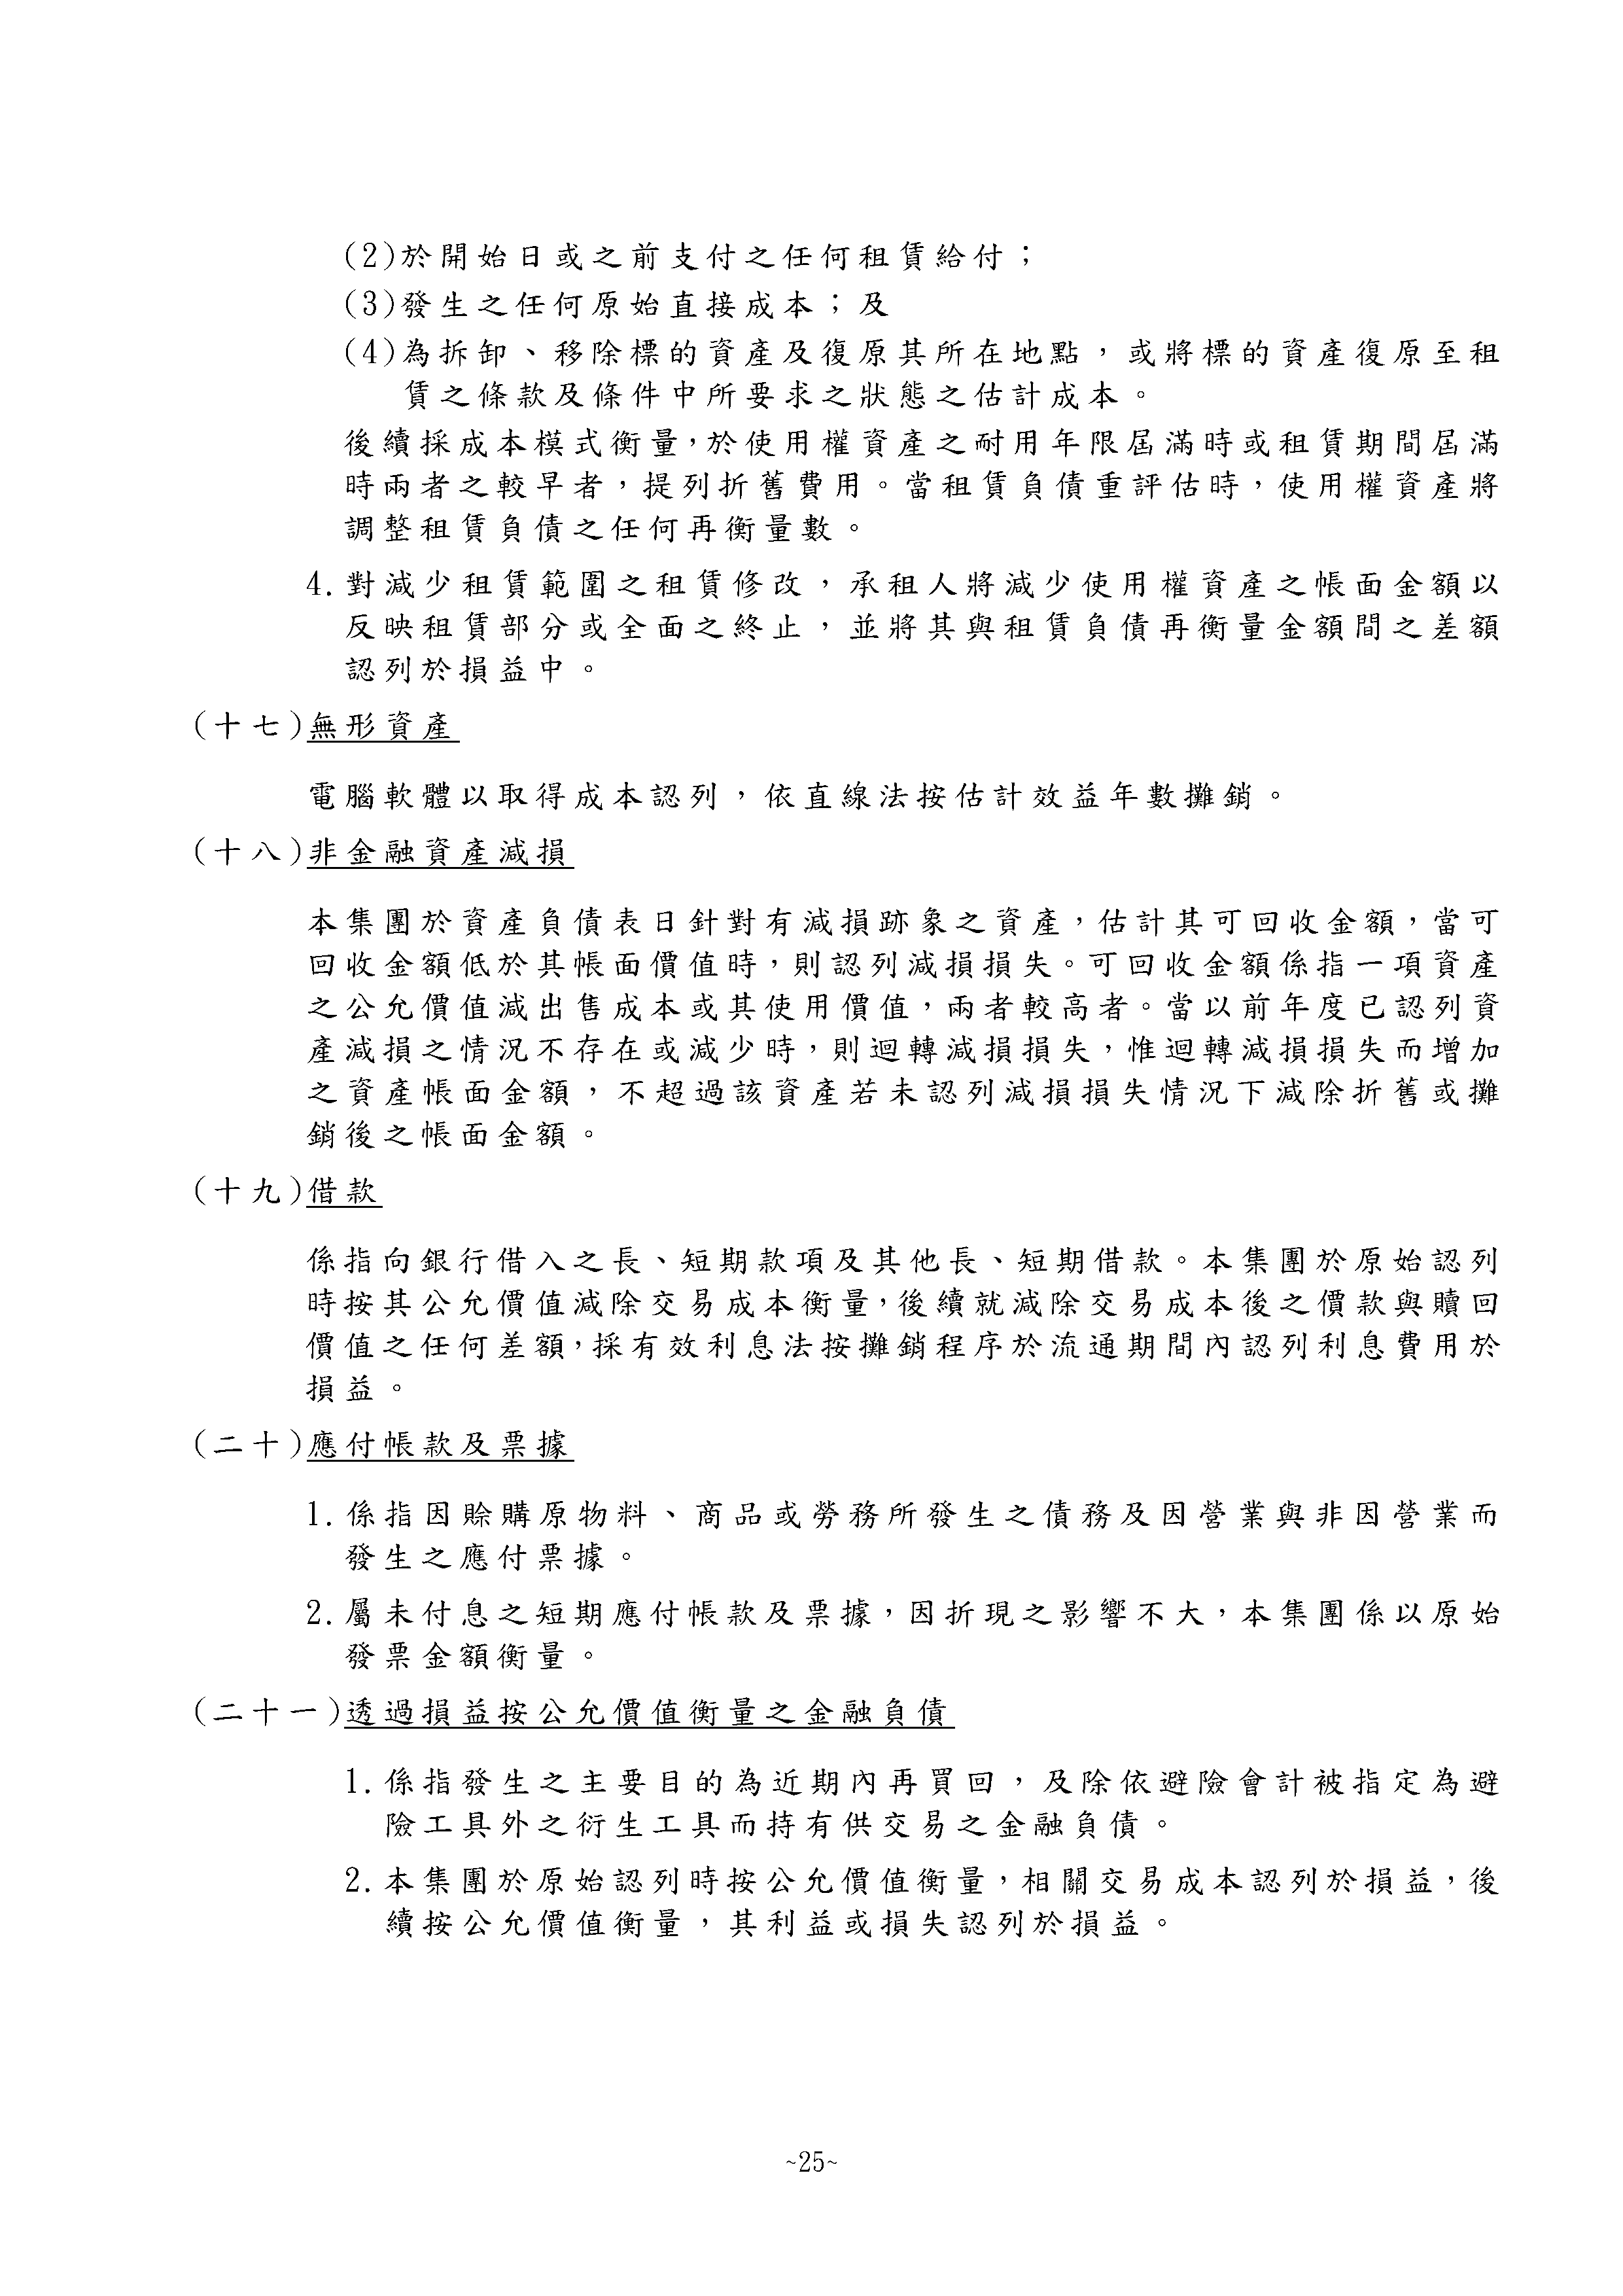 (2)於開始日或之前支付之任何租賃給付；
(3)發生之任何原始直接成本；及
(4)為拆卸、移除標的資產及復原其所在地點，或將標的資產復原至租
賃之條款及條件中所要求之狀態之估計成本。
後續採成本模式衡量，於使用權資產之耐用年限屆滿時或租賃期間屆滿
時兩者之較早者，提列折舊費用。當租賃負債重評估時，使用權資產將
調整租賃負債之任何再衡量數。
4.對減少租賃範圍之租賃修改，承租人將減少使用權資產之帳面金額以
反映租賃部分或全面之終止，並將其與租賃負債再衡量金額間之差額
認列於損益中。
(十七)無形資產
電腦軟體以取得成本認列，依直線法按估計效益年數攤銷。
(十八)非金融資產減損
本集團於資產負債表日針對有減損跡象之資產，估計其可回收金額，當可
回收金額低於其帳面價值時，則認列減損損失。可回收金額係指一項資產
之公允價值減出售成本或其使用價值，兩者較高者。當以前年度已認列資
產減損之情況不存在或減少時，則迴轉減損損失，惟迴轉減損損失而增加
之資產帳面金額，不超過該資產若未認列減損損失情況下減除折舊或攤
銷後之帳面金額。
(十九)借款
係指向銀行借入之長、短期款項及其他長、短期借款。本集團於原始認列
時按其公允價值減除交易成本衡量，後續就減除交易成本後之價款與贖回
價值之任何差額，採有效利息法按攤銷程序於流通期間內認列利息費用於
損益。
(二十)應付帳款及票據
1.係指因賒購原物料、商品或勞務所發生之債務及因營業與非因營業而
發生之應付票據。
2.屬未付息之短期應付帳款及票據，因折現之影響不大，本集團係以原始
發票金額衡量。
(二十一)透過損益按公允價值衡量之金融負債
1.係指發生之主要目的為近期內再買回，及除依避險會計被指定為避
險工具外之衍生工具而持有供交易之金融負債。
2.本集團於原始認列時按公允價值衡量，相關交易成本認列於損益，後
續按公允價值衡量，其利益或損失認列於損益。
~25~